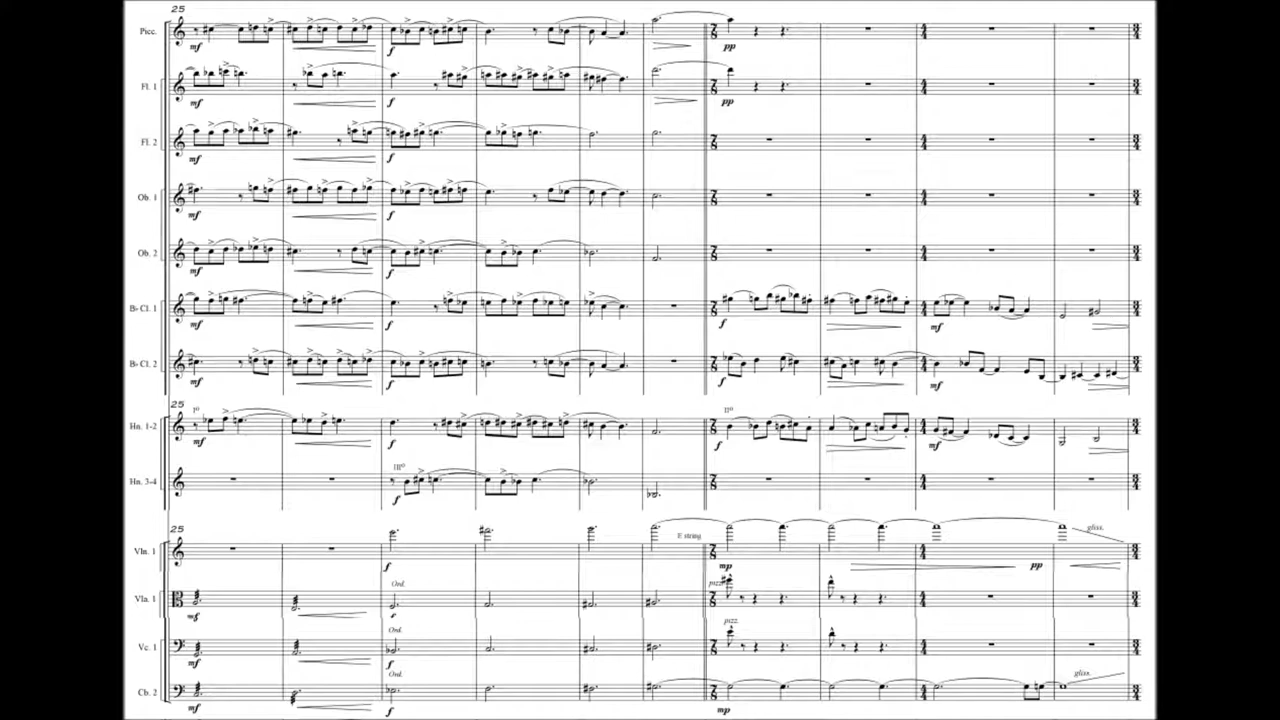 25
Picc.
mf f pp
Fl. 1
mf f pp
Fl. 2
mf f
Ob. 1
mf f
Ob. 2
mf f
B♭ Cl. 1
mf f f mf
B♭ Cl. 2
mf f f mf
25
I° II°
Hn. 1-2
mf f f mf
III°
Hn. 3-4
f
25
E string gliss.
Vln. 1
f mp pp
Ord. pizz.
Vla. 1
mf f
Ord. pizz.
Vc. 1
mf f
Ord. gliss.
Cb. 2
mf f mp